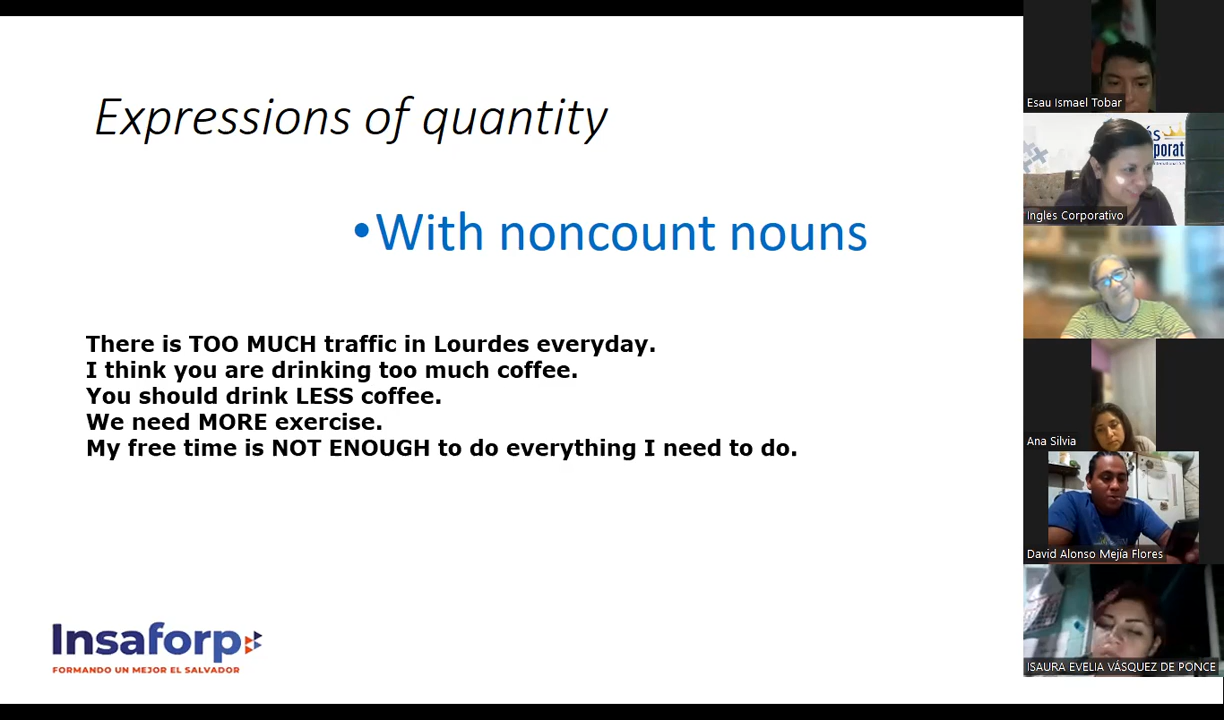 Expressions of quantity
•With noncount nouns
There is TOO MUCH traffic in Lourdes everyday.
I think you are drinking too much coffee.
You should drink LESS coffee.
We need MORE exercise.
My free time is NOT ENOUGH to do everything I need to do.
Insaforp
FORMANDO UN MEJOR EL SALVADOR
Esau Ismael Tobar
Ingles Corporativo
Ana Silvia
David Alonso Mejía Flores
ISAURA EVELIA VÁSQUEZ DE PONCE